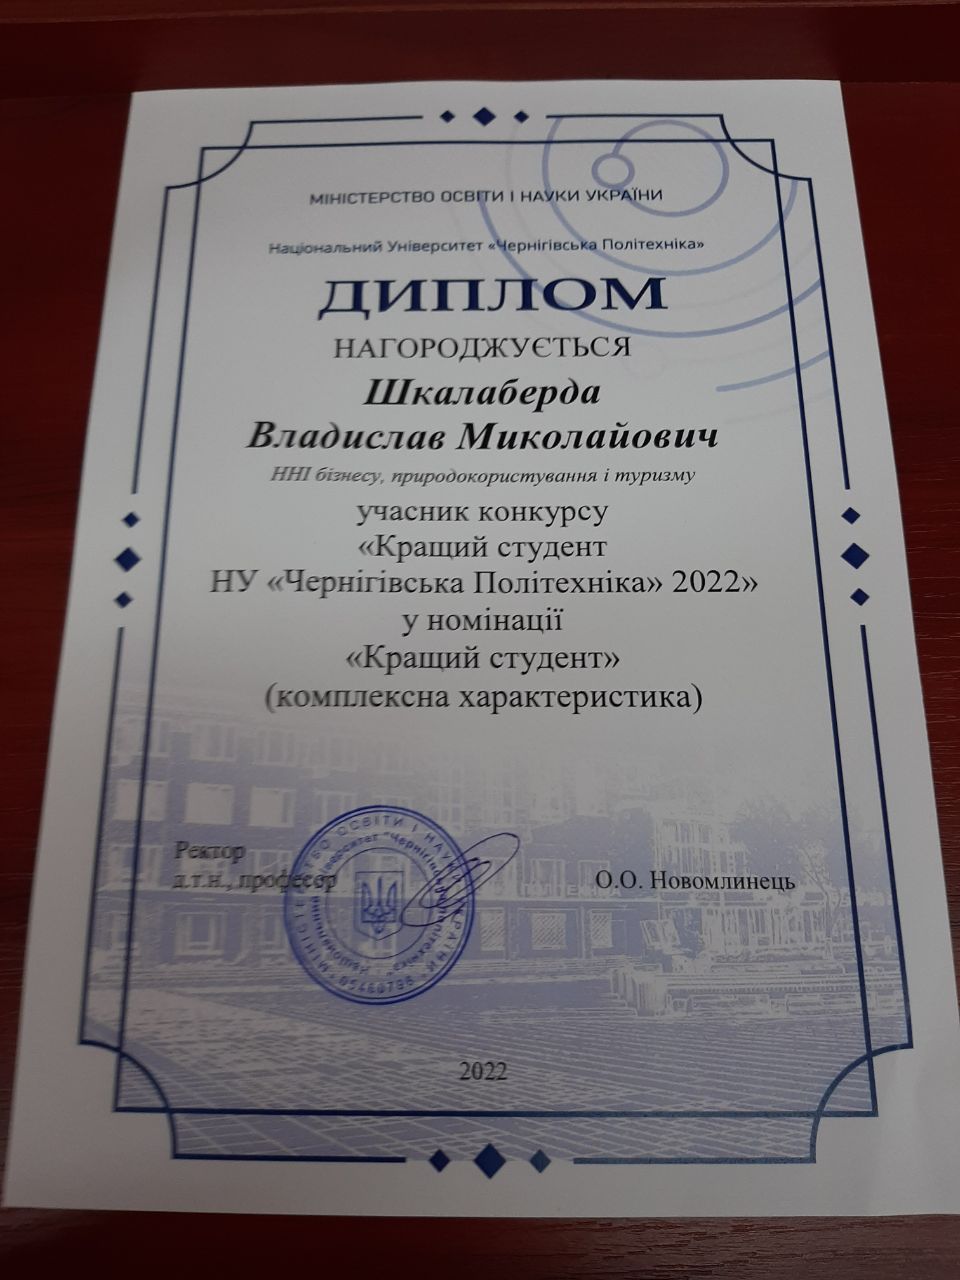 МІНІСТЕРСТВО ОСВІТИ І НАУКИ УКРАЇНИ
Національний Університет «Чернігівська Політехніка»
ДИПЛОМ
НАГОРОДЖУЄТЬСЯ
Шкалаберда
Владислав Миколайович
ННІ бізнесу, природокористування і туризму
учасник конкурсу
«Кращий студент
НУ «Чернігівська Політехніка» 2022»
у номінації
«Кращий студент»
(комплексна характеристика)
Ректор
д.т.н., професор
О.О. Новомлинець
2022